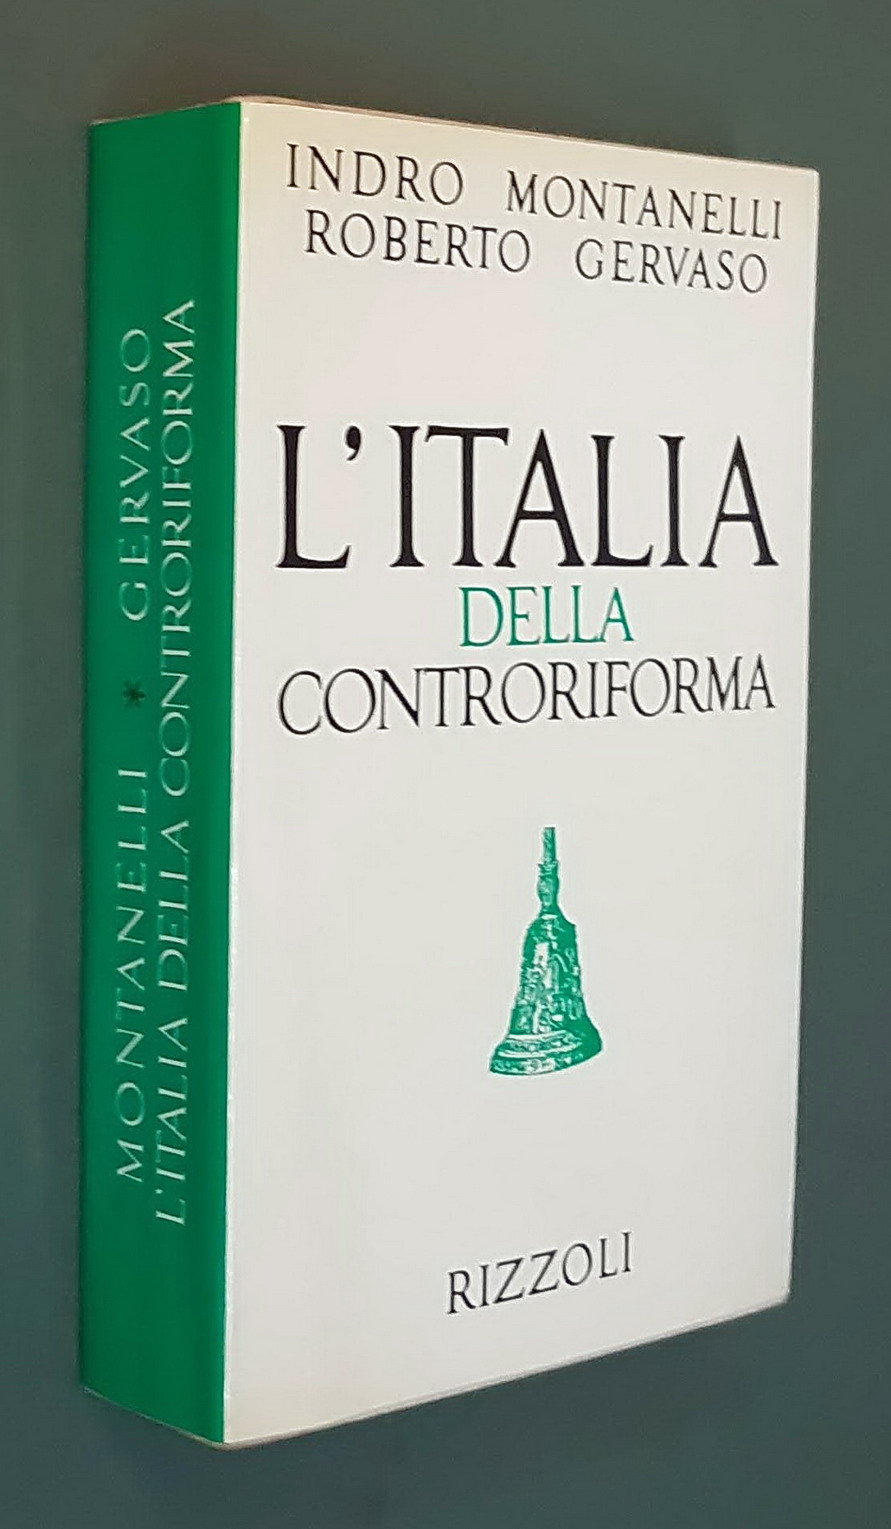 INDRO MONTANELLI
ROBERTO GERVASO
L'ITALIA
DELLA
CONTRORIFORMA
RIZZOLI
MONTANELLI * GERVASO
L'ITALIA DELLA CONTRORIFORMA